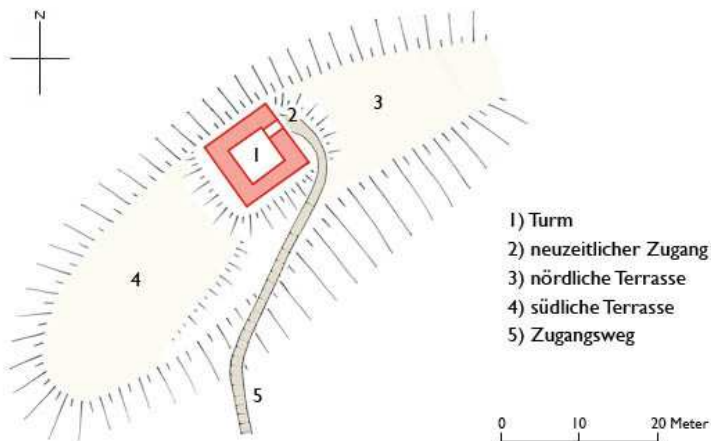 N
2
3
1
4
5
1) Turm
2) neuzeitlicher Zugang
3) nördliche Terrasse
4) südliche Terrasse
5) Zugangsweg
0 10 20 Meter